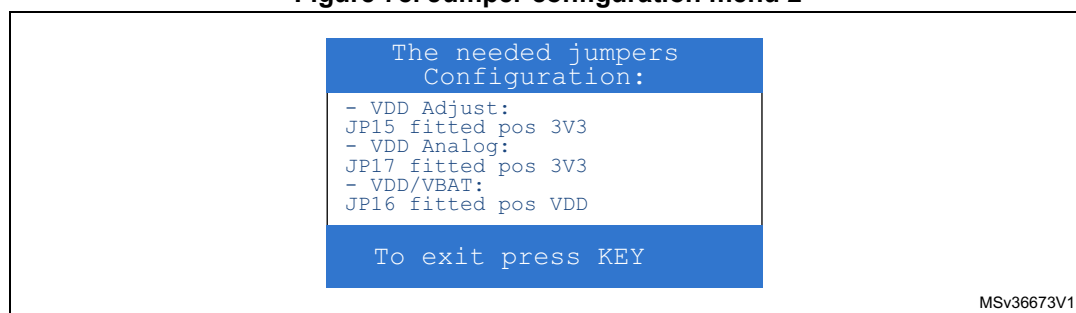 The needed jumpers
Configuration:
- VDD Adjust:
JP15 fitted pos 3V3
- VDD Analog:
JP17 fitted pos 3V3
- VDD/VBAT:
JP16 fitted pos VDD
To exit press KEY
MSv36673V1